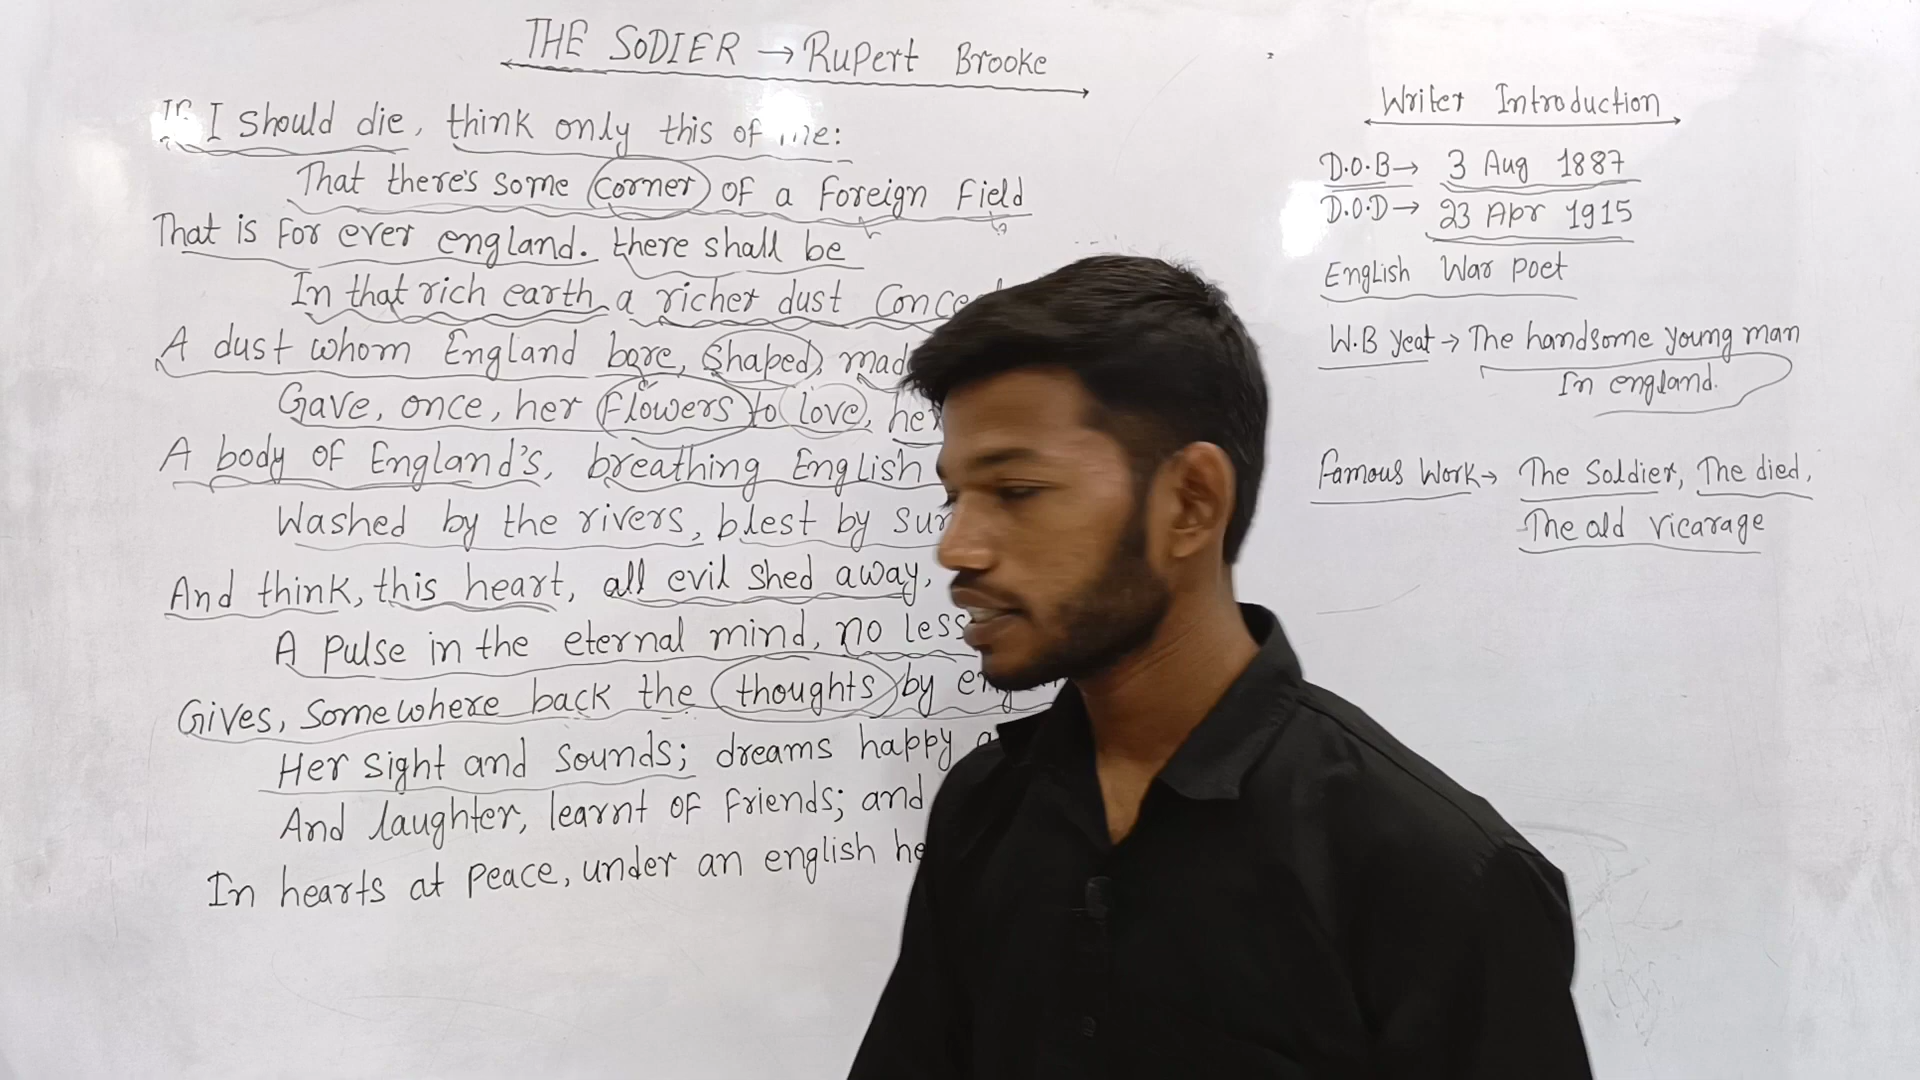 THE SODIER → Rupert Brooke
If I should die, think only this of me:
That there's some corner of a foreign field
That is for ever england. there shall be
In that rich earth a richer dust
A dust whom England bore, shaped,
Gave, once, her flowers to love, her
A body of England's, breathing English
Washed by the rivers, blest by
And think, this heart, all evil shed away,
A pulse in the eternal mind, no less
Gives, somewhere back the thoughts by
Her sight and sounds; dreams happy
And laughter, learnt of friends; and
In hearts at peace, under an english
Writer Introduction
D.O.B → 3 Aug 1887
D.O.D → 23 Apr 1915
English War poet
W.B yeat → The handsome young man
In england.
famous Work → The Soldier, The died,
The old vicarage